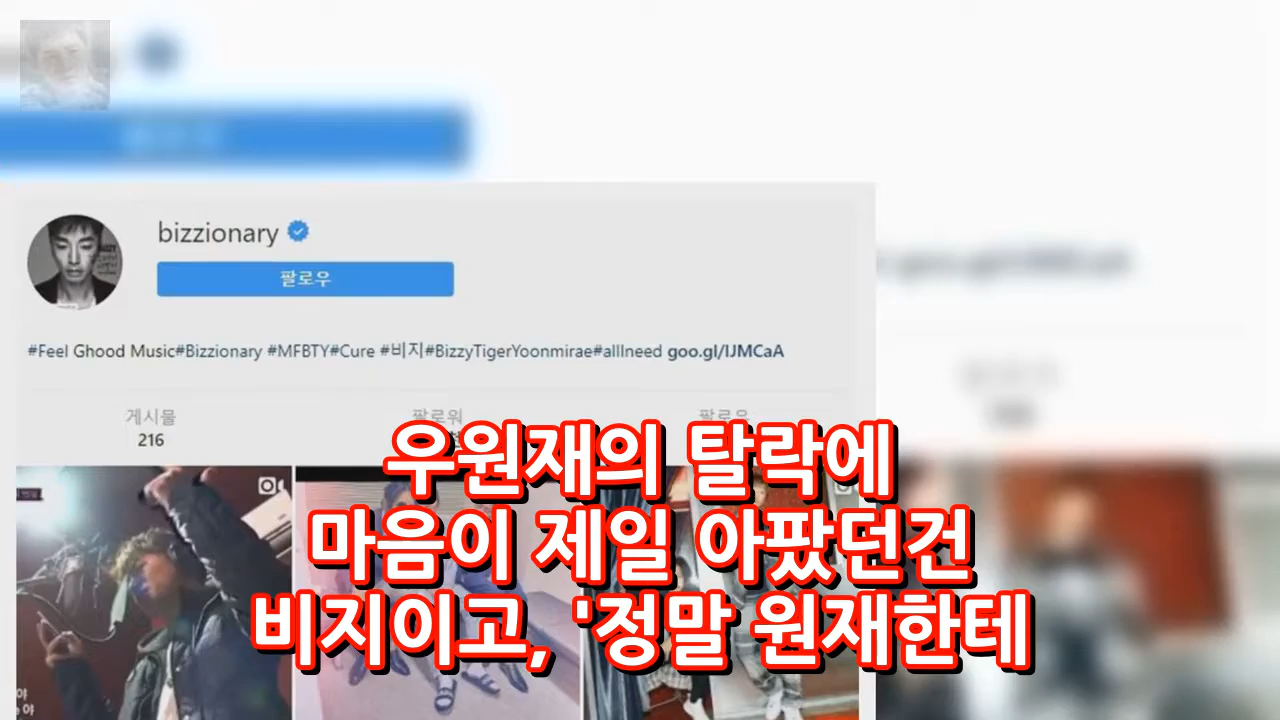 bizzionary
팔로우
#Feel Ghood Music#Bizzionary #MFBTY#Cure #비지#BizzyTigerYoonmirae#allIneed goo.gl/IJMCaA
게시물 팔로워 팔로우
216
우원재의 탈락에
마음이 제일 아팠던건
비지이고, '정말 원재한테